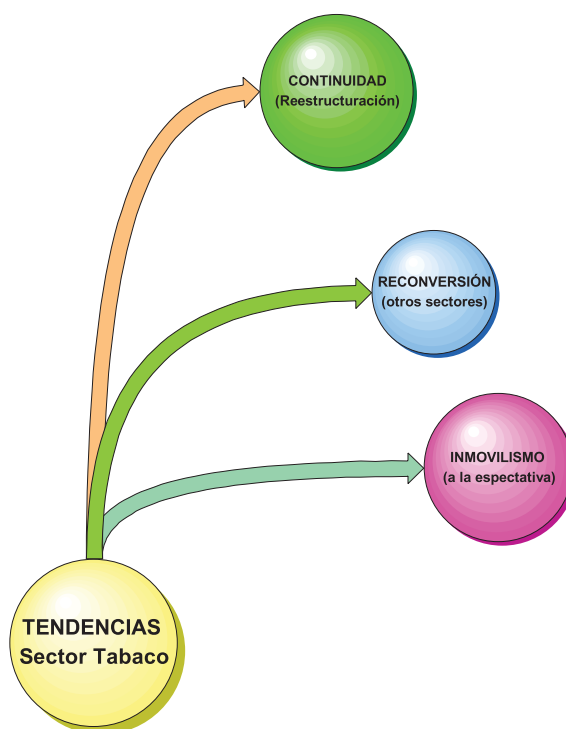 CONTINUIDAD
(Reestructuración)
RECONVERSIÓN
(otros sectores)
INMOVILISMO
(a la espectativa)
TENDENCIAS
Sector Tabaco